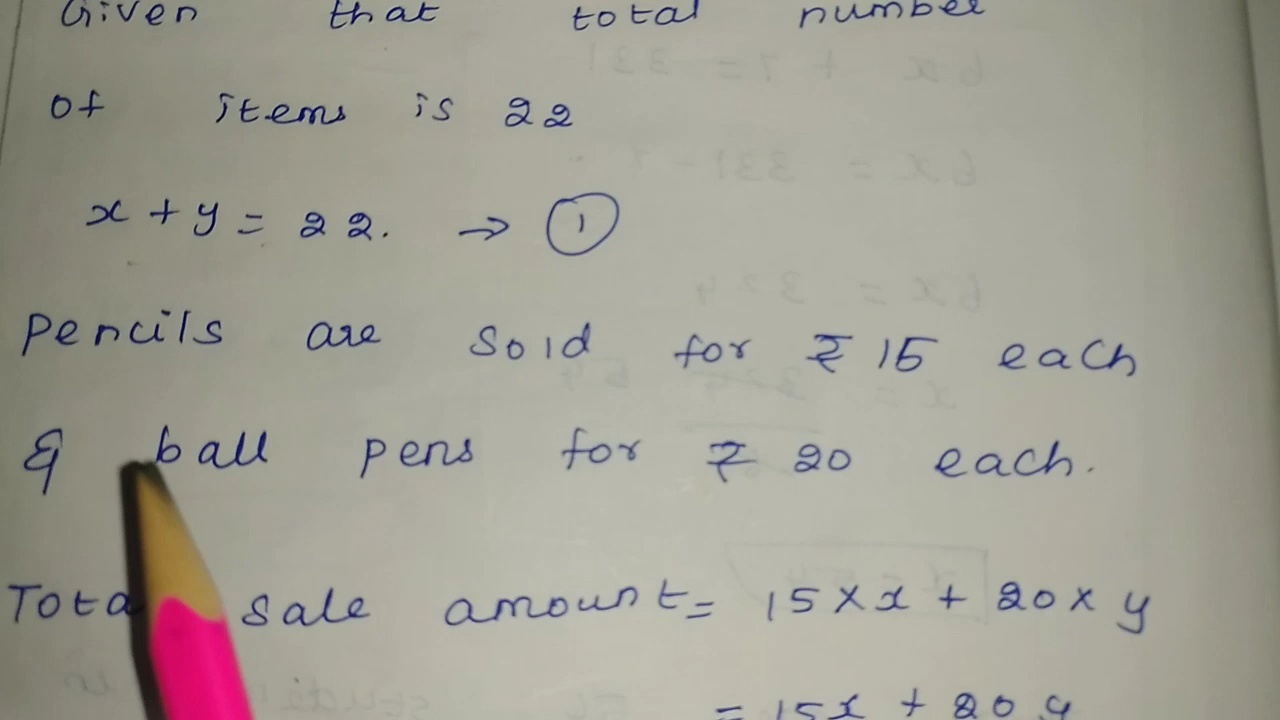 Given that total number
of items is 22
x + y = 22. → ①
Pencils are sold for ₹ 15 each
& ball pens for ₹ 20 each.
Total sale amount = 15 × x + 20 × y
= 15x + 20y